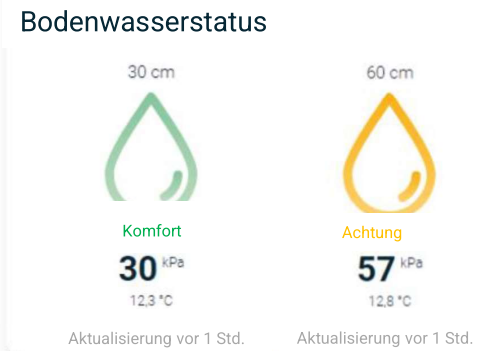 Bodenwasserstatus
30 cm 60 cm
Komfort Achtung
30 kPa 57 kPa
12,3 °C 12,8 °C
Aktualisierung vor 1 Std. Aktualisierung vor 1 Std.